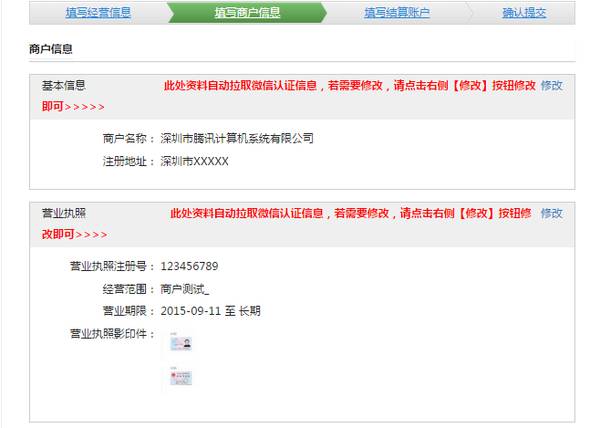 填写经营信息 填写商户信息 填写结算账户 确认提交
商户信息
基本信息 此处资料自动拉取微信认证信息，若需要修改，请点击右侧【修改】按钮修改 修改
即可>>>>>
商户名称： 深圳市腾讯计算机系统有限公司
注册地址： 深圳市XXXXX
营业执照 此处资料自动拉取微信认证信息，若需要修改，请点击右侧【修改】按钮修 修改
改即可>>>>
营业执照注册号： 123456789
经营范围： 商户测试_
营业期限： 2015-09-11 至 长期
营业执照影印件：